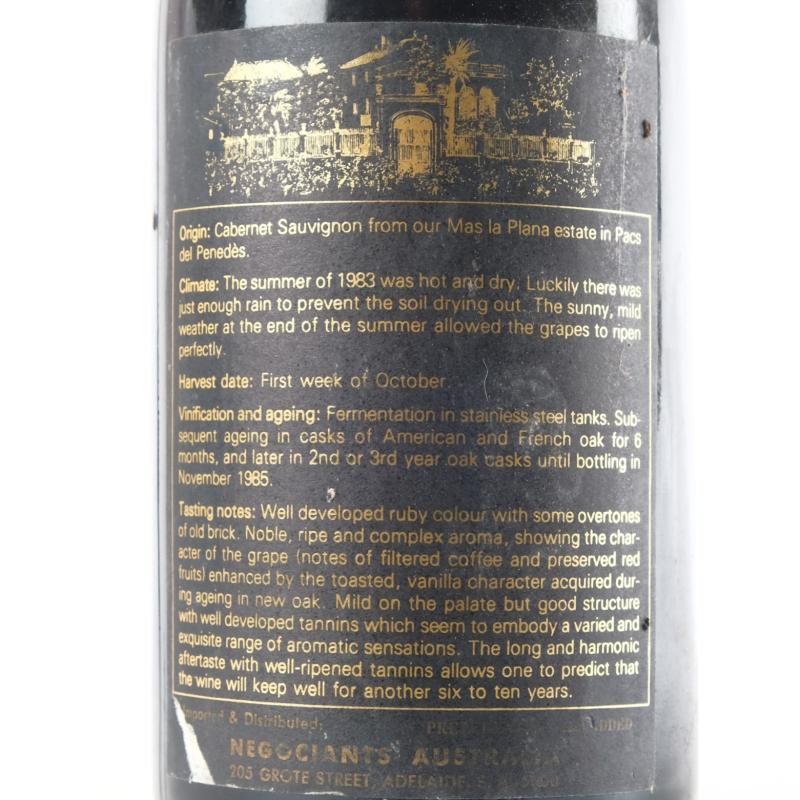 Origin: Cabernet Sauvignon from our Mas la Plana estate in Pacs
del Penedès.
Climate: The summer of 1983 was hot and dry. Luckily there was
just enough rain to prevent the soil drying out. The sunny, mild
weather at the end of the summer allowed the grapes to ripen
perfectly.
Harvest date: First week of October.
Vinification and ageing: Fermentation in stainless steel tanks. Sub-
sequent ageing in casks of American and French oak for 6
months, and later in 2nd or 3rd year oak casks until bottling in
November 1985.
Tasting notes: Well developed ruby colour with some overtones
of old brick. Noble, ripe and complex aroma, showing the char-
acter of the grape (notes of filtered coffee and preserved red
fruits) enhanced by the toasted, vanilla character acquired dur-
ing ageing in new oak. Mild on the palate but good structure
with well developed tannins which seem to embody a varied and
exquisite range of aromatic sensations. The long and harmonic
aftertaste with well-ripened tannins allows one to predict that
the wine will keep well for another six to ten years.
Imported & Distributed: ADDED
NEGOCIANTS AUSTRALIA
205 GROTE STREET, ADELAIDE,